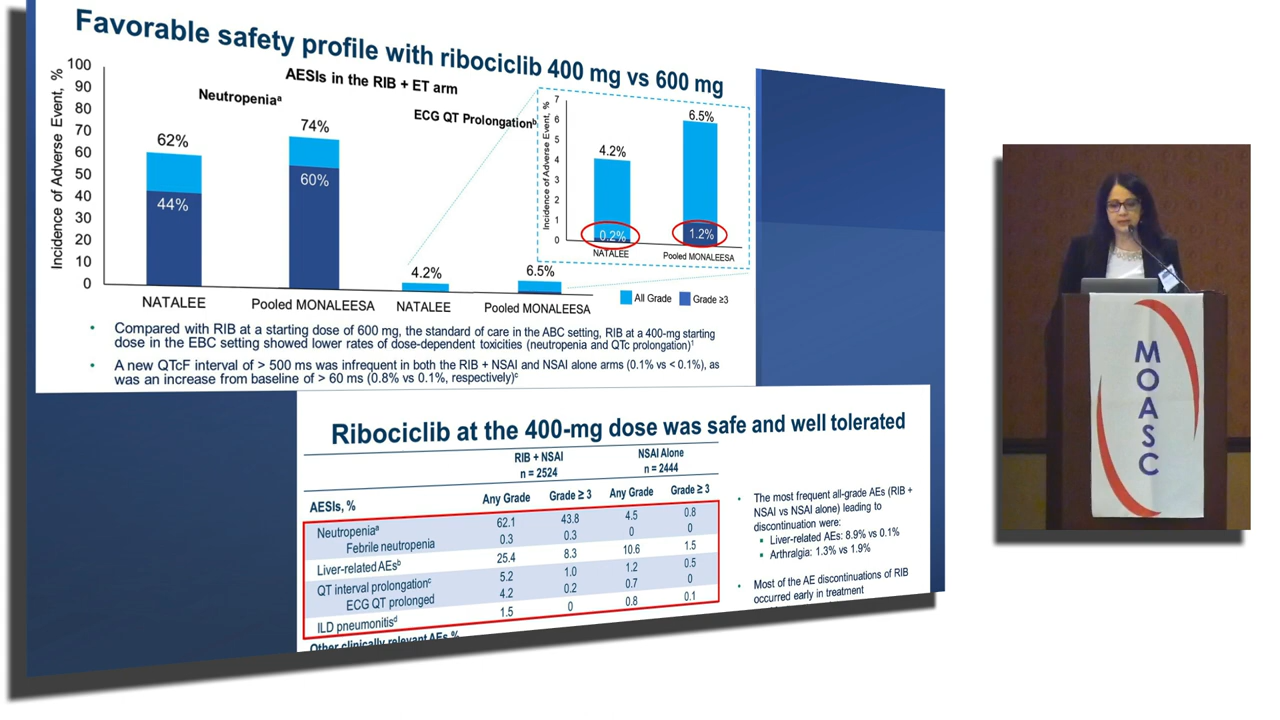 Favorable safety profile with ribociclib 400 mg vs 600 mg
AESIs in the RIB + ET arm
Incidence of Adverse Event, %
100
90
80
70
60
50
40
30
20
10
0
Neutropeniaᵃ
62%
44%
NATALEE
74%
60%
Pooled MONALEESA
ECG QT Prolongationᵇ
4.2%
NATALEE
6.5%
Pooled MONALEESA
Incidence of Adverse Event, %
7
6
5
4
3
2
1
0
4.2%
0.2%
NATALEE
6.5%
1.2%
Pooled MONALEESA
All Grade
Grade ≥3
• Compared with RIB at a starting dose of 600 mg, the standard of care in the ABC setting, RIB at a 400-mg starting
dose in the EBC setting showed lower rates of dose-dependent toxicities (neutropenia and QTc prolongation)¹
• A new QTcF interval of > 500 ms was infrequent in both the RIB + NSAI and NSAI alone arms (0.1% vs < 0.1%), as
was an increase from baseline of > 60 ms (0.8% vs 0.1%, respectively)ᶜ
Ribociclib at the 400-mg dose was safe and well tolerated
RIB + NSAI
n = 2524
NSAI Alone
n = 2444
AESIs, % Any Grade Grade ≥ 3 Any Grade Grade ≥ 3
Neutropeniaᵃ 62.1 43.8 4.5 0.8
Febrile neutropenia 0.3 0.3 0 0
Liver-related AEsᵇ 25.4 8.3 10.6 1.5
QT interval prolongationᶜ 5.2 1.0 1.2 0.5
ECG QT prolonged 4.2 0.2 0.7 0
ILD pneumonitisᵈ 1.5 0 0.8 0.1
Other clinically relevant AEs, %
• The most frequent all-grade AEs (RIB +
NSAI vs NSAI alone) leading to
discontinuation were:
▪ Liver-related AEs: 8.9% vs 0.1%
▪ Arthralgia: 1.3% vs 1.9%
• Most of the AE discontinuations of RIB
occurred early in treatment
MOASC